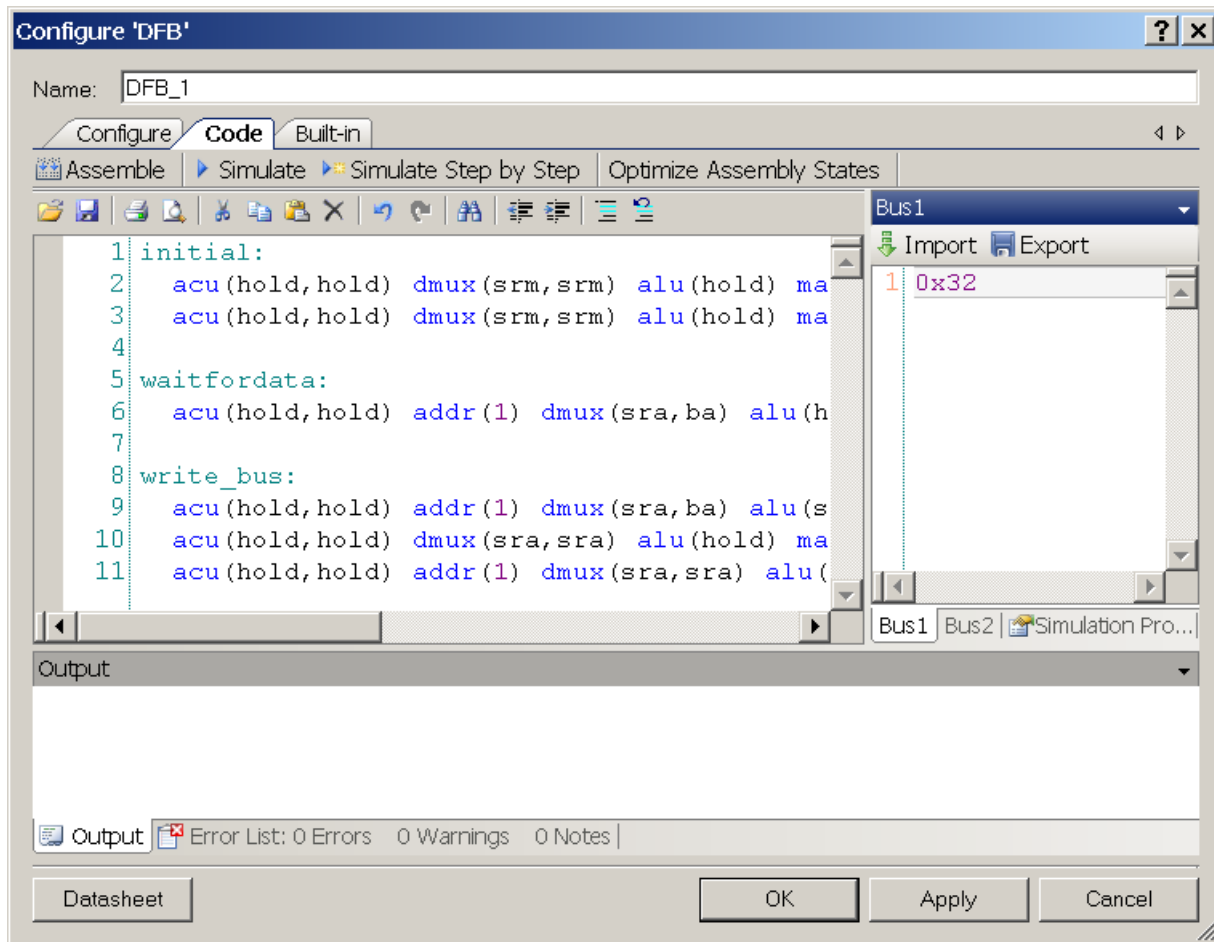 Configure 'DFB'
Name: DFB_1
Configure Code Built-in
Assemble Simulate Simulate Step by Step Optimize Assembly States
Bus1
Import Export
1 initial:
2 acu(hold,hold) dmux(srm,srm) alu(hold) ma
3 acu(hold,hold) dmux(srm,srm) alu(hold) ma
4
5 waitfordata:
6 acu(hold,hold) addr(1) dmux(sra,ba) alu(h
7
8 write_bus:
9 acu(hold,hold) addr(1) dmux(sra,ba) alu(s
10 acu(hold,hold) dmux(sra,sra) alu(hold) ma
11 acu(hold,hold) addr(1) dmux(sra,sra) alu(
1 0x32
Bus1 Bus2 Simulation Pro...
Output
Output Error List: 0 Errors 0 Warnings 0 Notes
Datasheet OK Apply Cancel